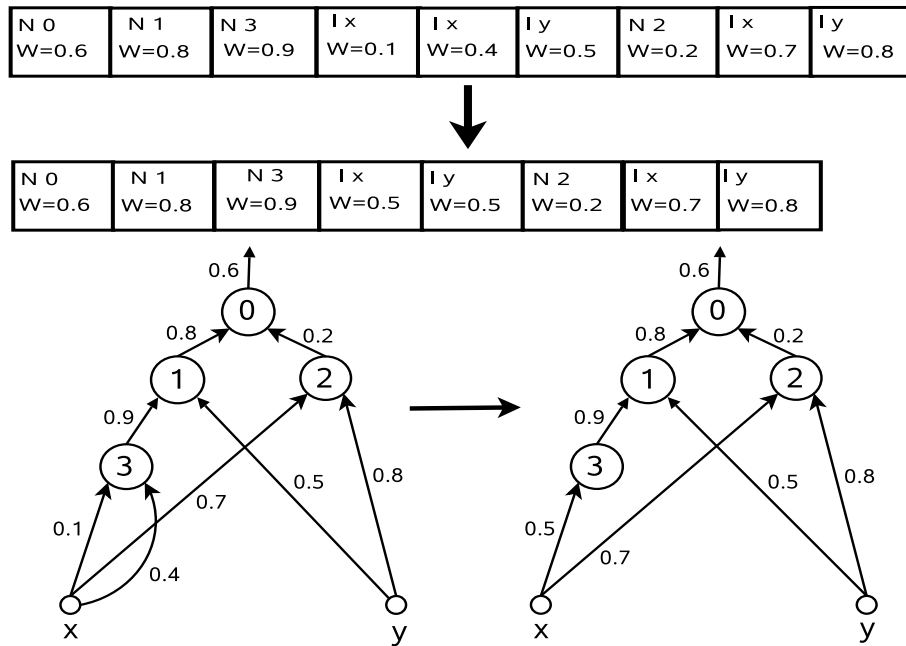 N 0 N 1 N 3 I x I x I y N 2 I x I y
W=0.6 W=0.8 W=0.9 W=0.1 W=0.4 W=0.5 W=0.2 W=0.7 W=0.8
N 0 N 1 N 3 I x I y N 2 I x I y
W=0.6 W=0.8 W=0.9 W=0.5 W=0.5 W=0.2 W=0.7 W=0.8
0.6 0.6
0 0
0.8 0.2 0.8 0.2
1 2 1 2
0.9 0.9
3 0.5 0.8 3 0.5 0.8
0.7
0.1 0.5
0.7
0.4
x y x y